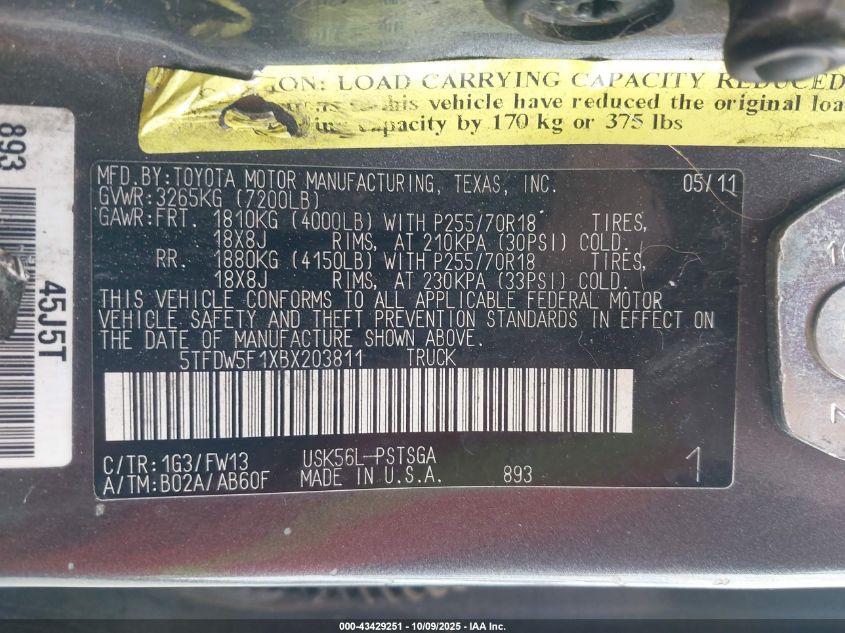 CAUTION: LOAD CARRYING CAPACITY REDUCED
this vehicle have reduced the original
capacity by 170 kg or 375 lbs
893
45J5T
MFD.BY:TOYOTA MOTOR MANUFACTURING, TEXAS, INC. 05/11
GVWR:3265KG (7200LB)
GAWR:FRT. 1810KG (4000LB) WITH P255/70R18 TIRES,
18X8J RIMS, AT 210KPA (30PSI) COLD.
RR. 1880KG (4150LB) WITH P255/70R18 TIRES,
18X8J RIMS, AT 230KPA (33PSI) COLD.
THIS VEHICLE CONFORMS TO ALL APPLICABLE FEDERAL MOTOR
VEHICLE SAFETY AND THEFT PREVENTION STANDARDS IN EFFECT ON
THE DATE OF MANUFACTURE SHOWN ABOVE.
5TFDW5F1XBX203811 TRUCK
C/TR:1G3/FW13 USK56L-PSTSGA
A/TM:B02A/AB60F MADE IN U.S.A. 893 1
000-43429251 | 10/09/2025 | IAA Inc.